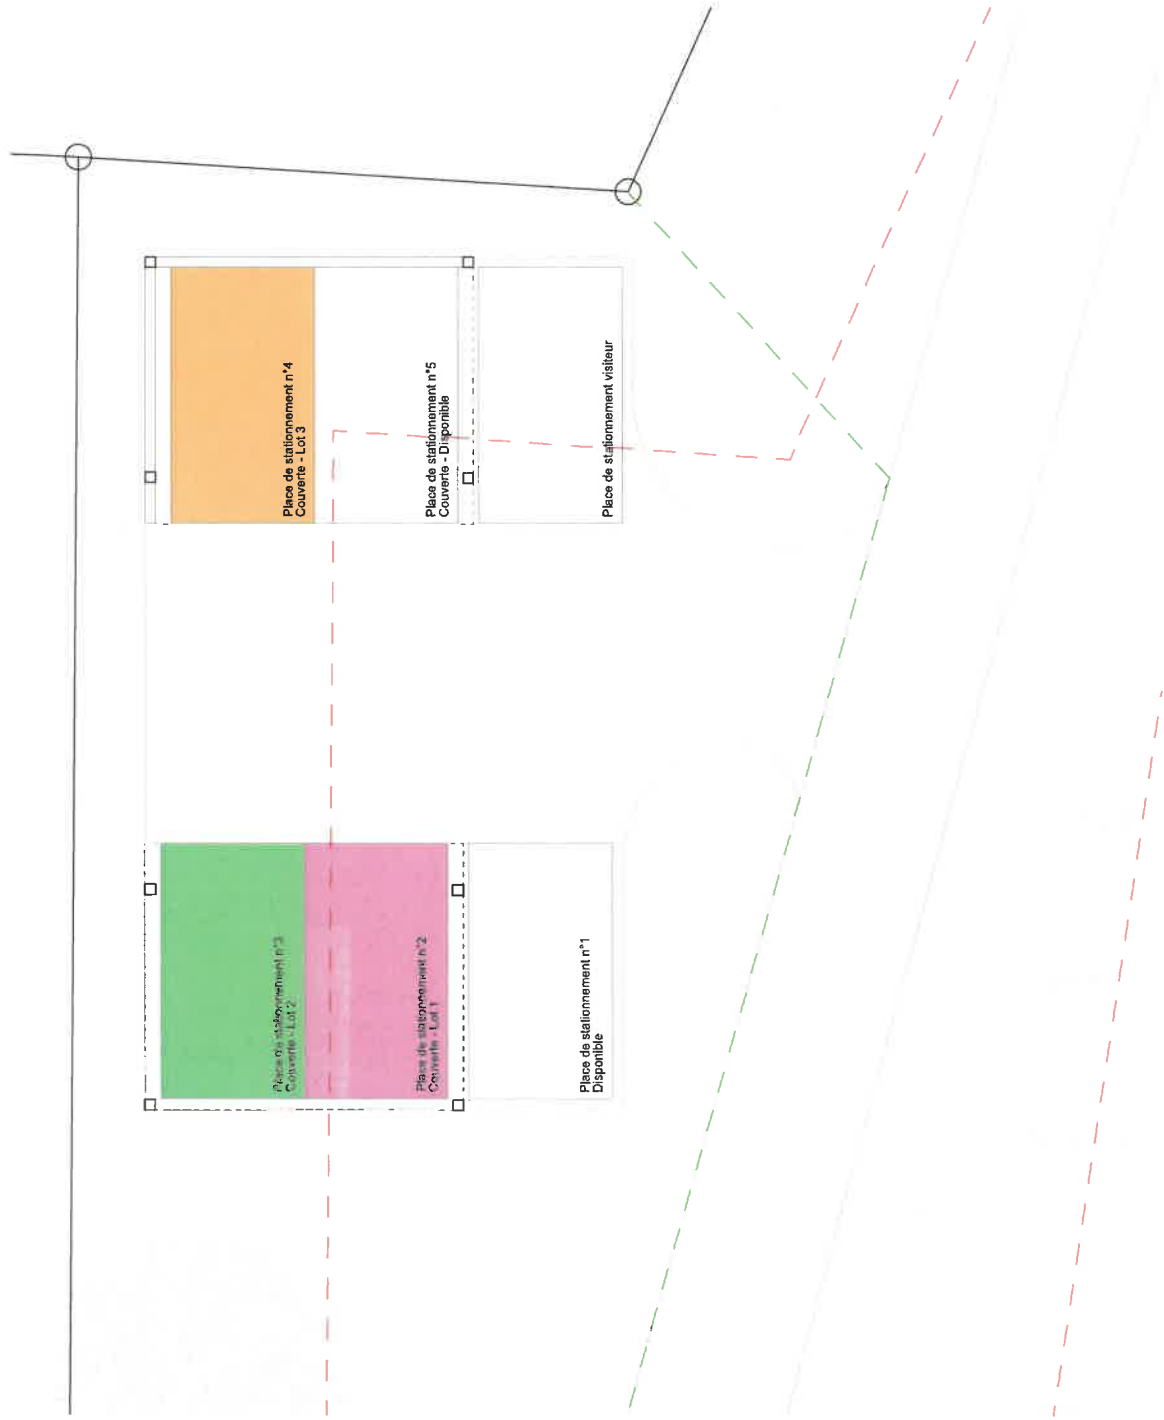 Place de stationnement n°4
Couverte - Lot 3
Place de stationnement n°5
Couverte - Disponible
Place de stationnement visiteur
Place de stationnement n°3
Couverte - Lot 2
Place de stationnement n°2
Couverte - Lot 1
Place de stationnement n°1
Disponible